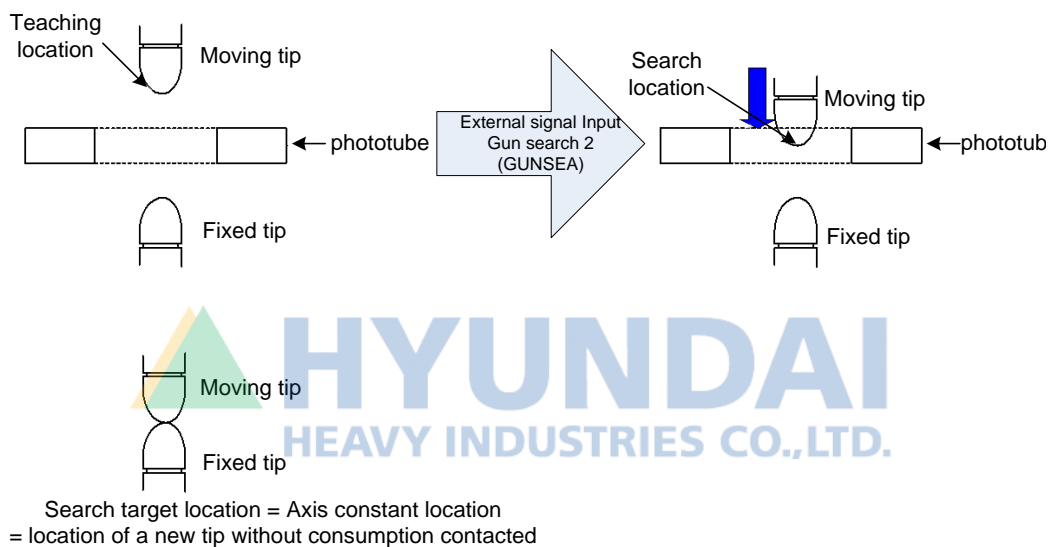 Teaching
location
Moving tip
phototube
Fixed tip
External signal Input
Gun search 2
(GUNSEA)
Search
location
Moving tip
phototub
Fixed tip
HYUNDAI
HEAVY INDUSTRIES CO.,LTD.
Moving tip
Fixed tip
Search target location = Axis constant location
= location of a new tip without consumption contacted